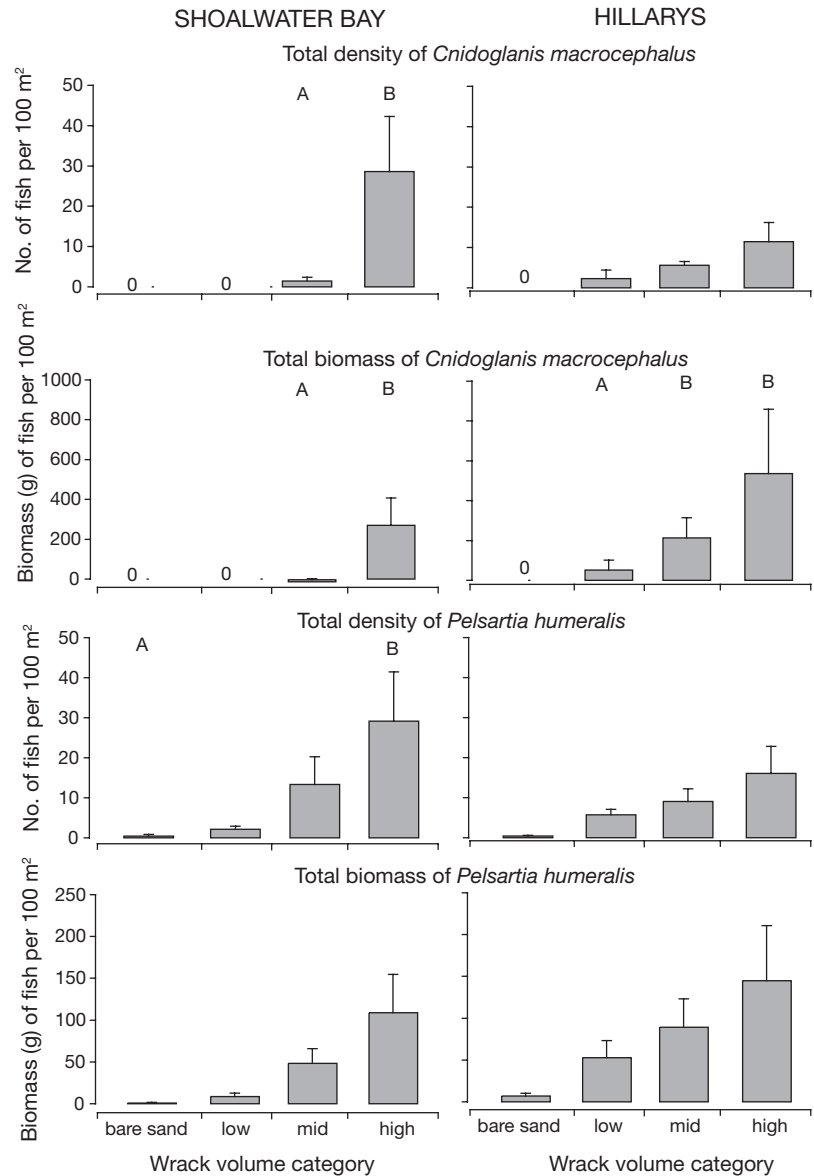 SHOALWATER BAY HILLARYS
Total density of Cnidoglanis macrocephalus
No. of fish per 100 m²
50
40
30
20
10
0
0 0 A B
0
Total biomass of Cnidoglanis macrocephalus
Biomass (g) of fish per 100 m²
1000
800
600
400
200
0
0 0 A B
0 A B B
Total density of Pelsartia humeralis
No. of fish per 100 m²
50
40
30
20
10
0
A B
Total biomass of Pelsartia humeralis
Biomass (g) of fish per 100 m²
250
200
150
100
50
0
bare sand low mid high bare sand low mid high
Wrack volume category Wrack volume category